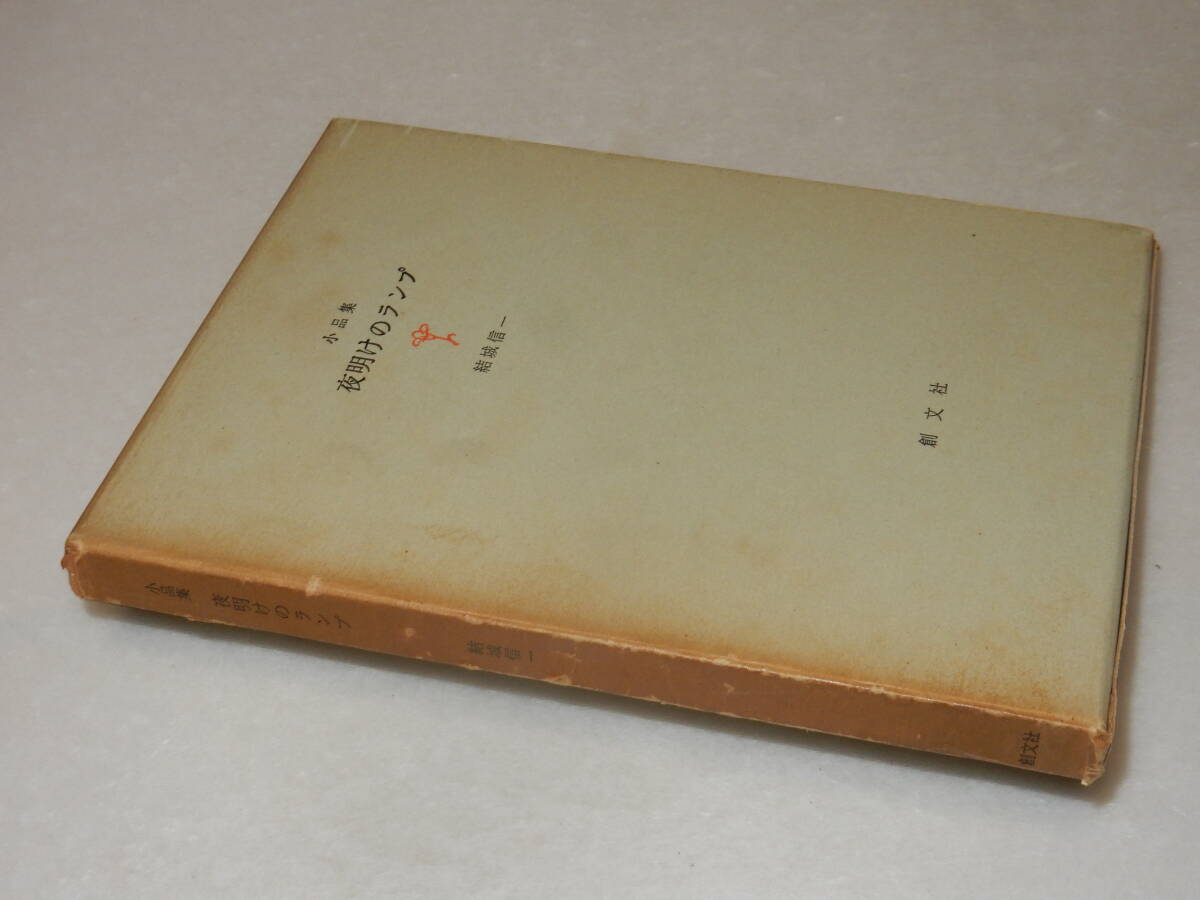 小品集
夜明けのランプ
結城信一
創文社
小品集 夜明けのランプ 結城信一 創文社